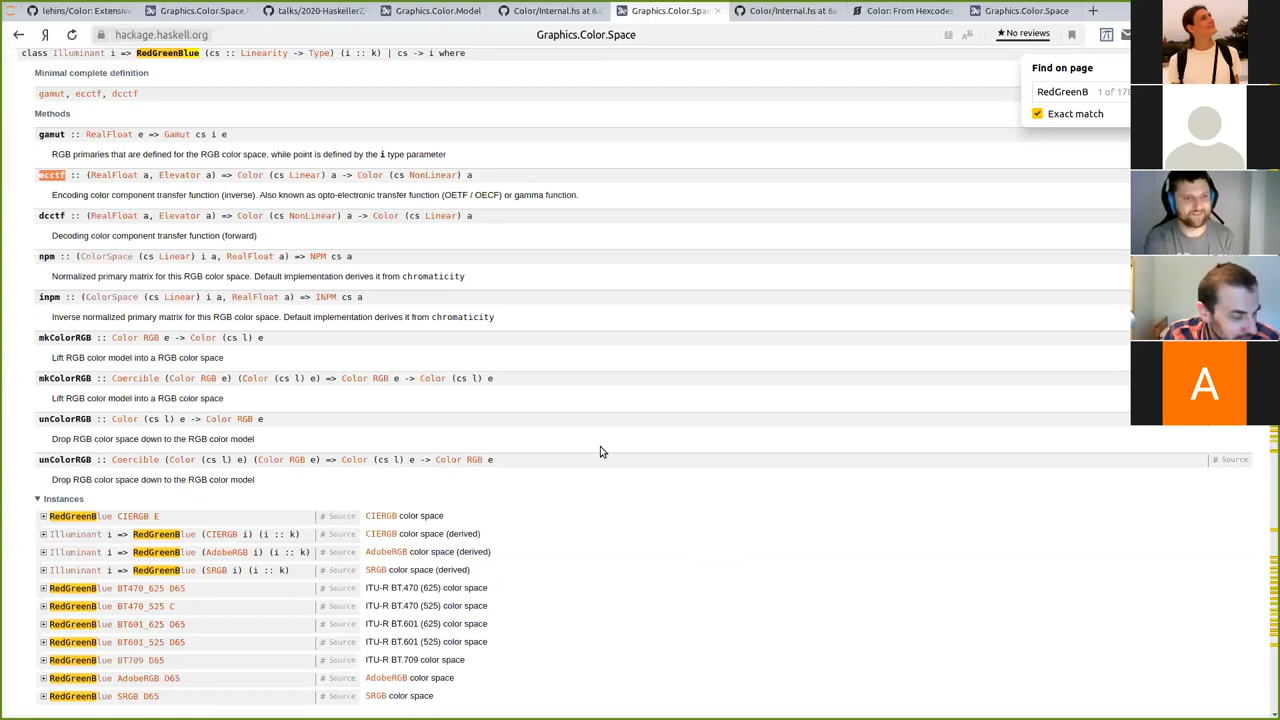 lehins/Color: Extensiv
Graphics.Color.Space.F
talks/2020-HaskellerZ/
Graphics.Color.Model
Color/Internal.hs at 6a
Graphics.Color.Spac
Color/Internal.hs at 6a
Color: From Hexcodes
Graphics.Color.Space
hackage.haskell.org
Graphics.Color.Space
No reviews
class Illuminant i => RedGreenBlue (cs :: Linearity -> Type) (i :: k) | cs -> i where
Find on page
RedGreenB 1 of 178
Exact match
Minimal complete definition
gamut, ecctf, dcctf
Methods
gamut :: RealFloat e => Gamut cs i e
RGB primaries that are defined for the RGB color space, while point is defined by the i type parameter
ecctf :: (RealFloat a, Elevator a) => Color (cs Linear) a -> Color (cs NonLinear) a
Encoding color component transfer function (inverse). Also known as opto-electronic transfer function (OETF / OECF) or gamma function.
dcctf :: (RealFloat a, Elevator a) => Color (cs NonLinear) a -> Color (cs Linear) a
Decoding color component transfer function (forward)
npm :: (ColorSpace (cs Linear) i a, RealFloat a) => NPM cs a
Normalized primary matrix for this RGB color space. Default implementation derives it from chromaticity
inpm :: (ColorSpace (cs Linear) i a, RealFloat a) => INPM cs a
Inverse normalized primary matrix for this RGB color space. Default implementation derives it from chromaticity
mkColorRGB :: Color RGB e -> Color (cs l) e
Lift RGB color model into a RGB color space
mkColorRGB :: Coercible (Color RGB e) (Color (cs l) e) => Color RGB e -> Color (cs l) e
Lift RGB color model into a RGB color space
unColorRGB :: Color (cs l) e -> Color RGB e
Drop RGB color space down to the RGB color model
unColorRGB :: Coercible (Color (cs l) e) (Color RGB e) => Color (cs l) e -> Color RGB e # Source
Drop RGB color space down to the RGB color model
Instances
RedGreenBlue CIERGB E # Source CIERGB color space
Illuminant i => RedGreenBlue (CIERGB i) (i :: k) # Source CIERGB color space (derived)
Illuminant i => RedGreenBlue (AdobeRGB i) (i :: k) # Source AdobeRGB color space (derived)
Illuminant i => RedGreenBlue (SRGB i) (i :: k) # Source SRGB color space (derived)
RedGreenBlue BT470_625 D65 # Source ITU-R BT.470 (625) color space
RedGreenBlue BT470_525 C # Source ITU-R BT.470 (525) color space
RedGreenBlue BT601_625 D65 # Source ITU-R BT.601 (625) color space
RedGreenBlue BT601_525 D65 # Source ITU-R BT.601 (525) color space
RedGreenBlue BT709 D65 # Source ITU-R BT.709 color space
RedGreenBlue AdobeRGB D65 # Source AdobeRGB color space
RedGreenBlue SRGB D65 # Source SRGB color space
A